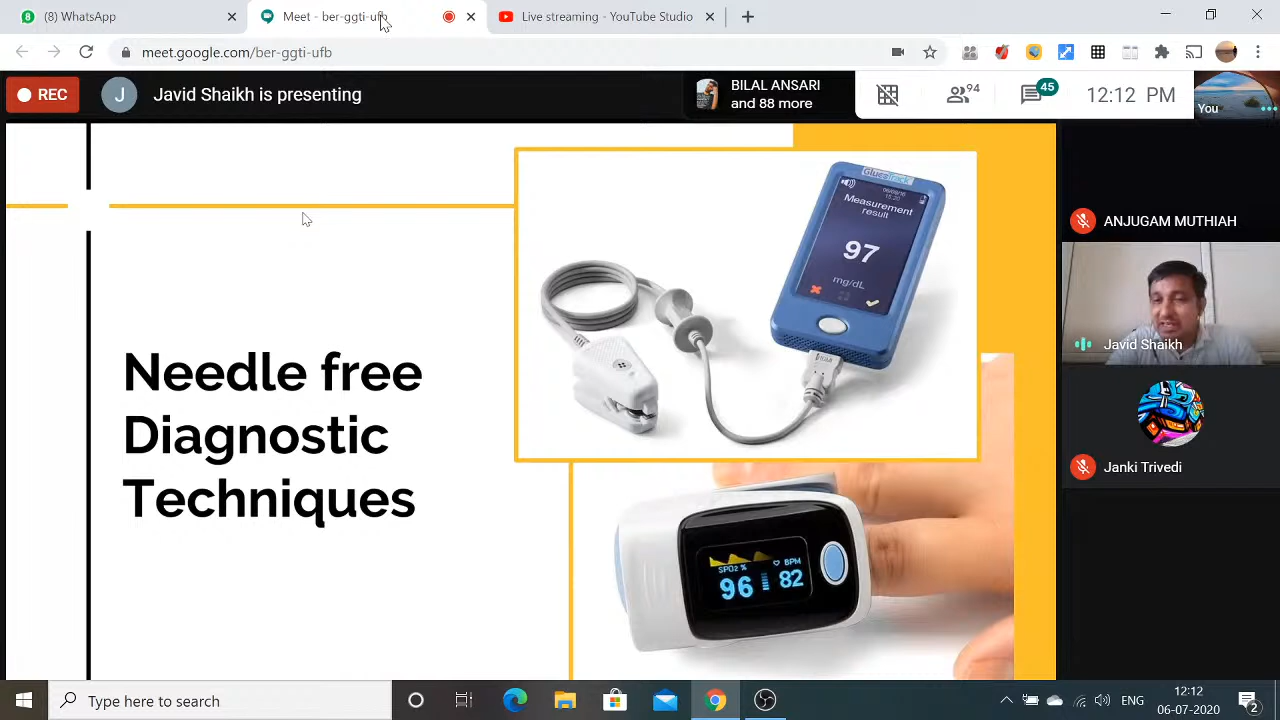 (8) WhatsApp
Meet - ber-ggti-ufb
Live streaming - YouTube Studio
meet.google.com/ber-ggti-ufb
REC
J
Javid Shaikh is presenting
BILAL ANSARI
and 88 more
94
45
12:12 PM
You
GlucoTrack
Measurement
result
97
mg/dL
Needle free
Diagnostic
Techniques
SPO2 %
BPM
96
82
ANJUGAM MUTHIAH
Javid Shaikh
Janki Trivedi
Type here to search
ENG
12:12
06-07-2020
2